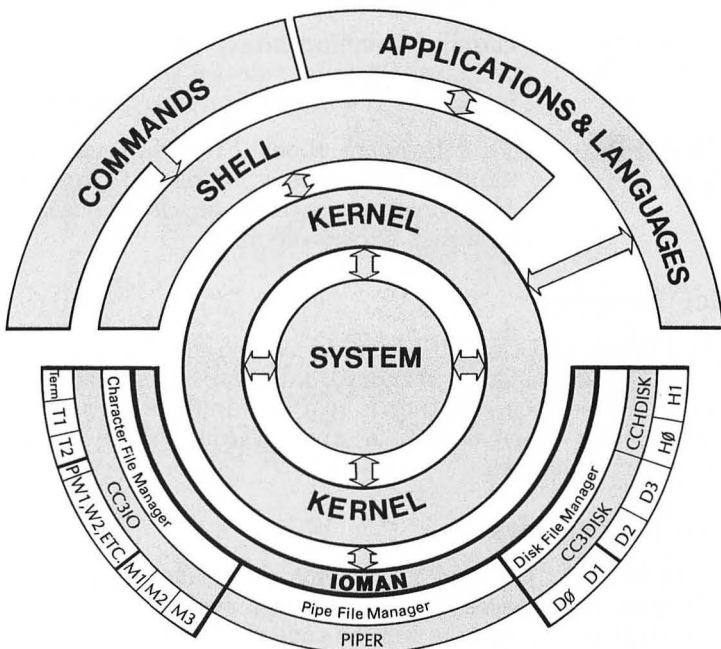 APPLICATIONS & LANGUAGES
COMMANDS
SHELL
KERNEL
SYSTEM
KERNEL
IOMAN
Character File Manager
CC3IO
Term
T1
T2
P
W1, W2, ETC,
M1
M2
M3
Pipe File Manager
PIPER
Disk File Manager
CC3DISK
CCHDISK
DØ
D1
D2
D3
HØ
H1